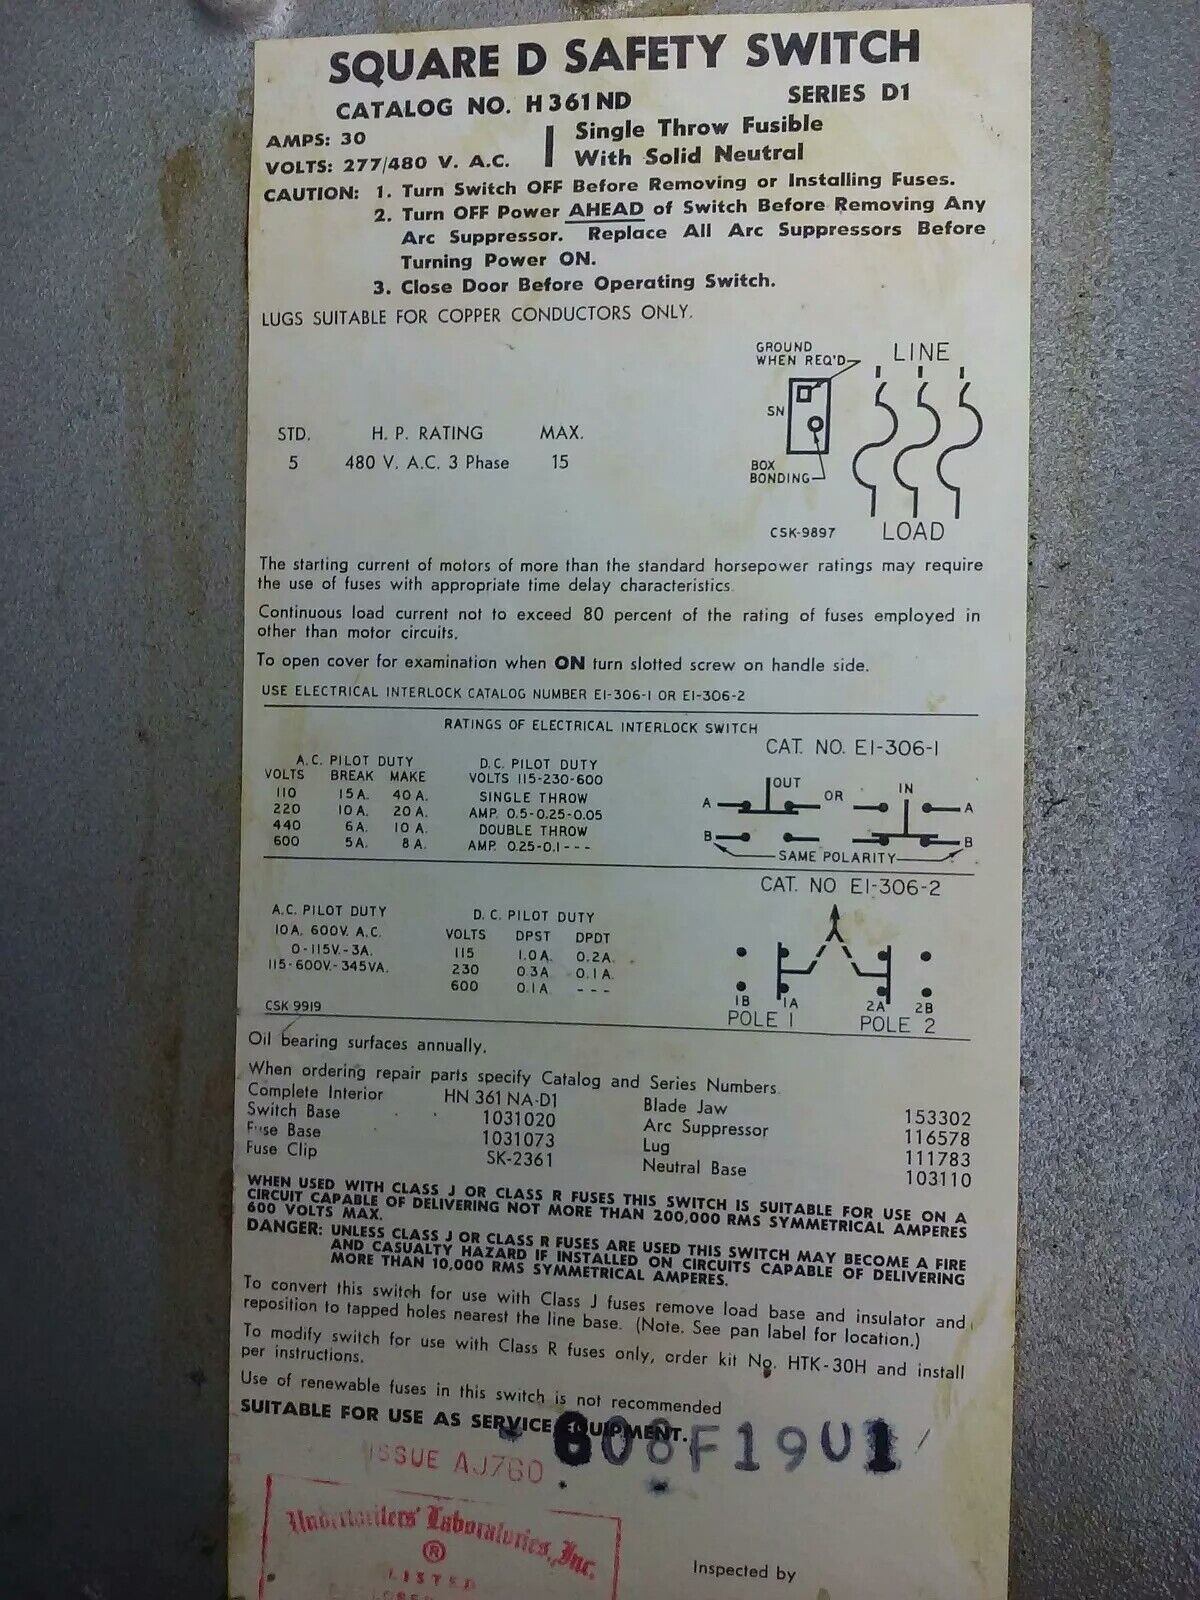 SQUARE D SAFETY SWITCH
CATALOG NO. H361ND SERIES D1
AMPS: 30
VOLTS: 277/480 V. A.C.
Single Throw Fusible
With Solid Neutral
CAUTION: 1. Turn Switch OFF Before Removing or Installing Fuses.
2. Turn OFF Power AHEAD of Switch Before Removing Any
Arc Suppressor. Replace All Arc Suppressors Before
Turning Power ON.
3. Close Door Before Operating Switch.
LUGS SUITABLE FOR COPPER CONDUCTORS ONLY.
GROUND
WHEN REQ'D
LINE
SN
BOX
BONDING
CSK-9897
LOAD
STD. H. P. RATING MAX.
5 480 V. A.C. 3 Phase 15
The starting current of motors of more than the standard horsepower ratings may require
the use of fuses with appropriate time delay characteristics.
Continuous load current not to exceed 80 percent of the rating of fuses employed in
other than motor circuits.
To open cover for examination when ON turn slotted screw on handle side.
USE ELECTRICAL INTERLOCK CATALOG NUMBER EI-306-1 OR EI-306-2
RATINGS OF ELECTRICAL INTERLOCK SWITCH
A.C. PILOT DUTY
VOLTS BREAK MAKE
110 15A. 40A.
220 10A. 20A.
440 6A. 10A.
600 5A. 8A.
D.C. PILOT DUTY
VOLTS 115-230-600
SINGLE THROW
AMP. 0.5-0.25-0.05
DOUBLE THROW
AMP. 0.25-0.1---
CAT. NO. EI-306-1
OUT OR IN
A A
B B
SAME POLARITY
CAT. NO EI-306-2
A.C. PILOT DUTY
10A. 600V. A.C.
0-115V.-3A.
115-600V.-345VA.
D.C. PILOT DUTY
VOLTS DPST DPDT
115 1.0A. 0.2A.
230 0.3A 0.1A.
600 0.1A ---
1B 1A 2A 2B
POLE 1 POLE 2
CSK 9919
Oil bearing surfaces annually.
When ordering repair parts specify Catalog and Series Numbers.
Complete Interior HN 361 NA-D1
Switch Base 1031020
Fuse Base 1031073
Fuse Clip SK-2361
Blade Jaw 153302
Arc Suppressor 116578
Lug 111783
Neutral Base 103110
WHEN USED WITH CLASS J OR CLASS R FUSES THIS SWITCH IS SUITABLE FOR USE ON A
CIRCUIT CAPABLE OF DELIVERING NOT MORE THAN 200,000 RMS SYMMETRICAL AMPERES
600 VOLTS MAX.
DANGER: UNLESS CLASS J OR CLASS R FUSES ARE USED THIS SWITCH MAY BECOME A FIRE
AND CASUALTY HAZARD IF INSTALLED ON CIRCUITS CAPABLE OF DELIVERING
MORE THAN 10,000 RMS SYMMETRICAL AMPERES.
To convert this switch for use with Class J fuses remove load base and insulator and
reposition to tapped holes nearest the line base. (Note. See pan label for location.)
To modify switch for use with Class R fuses only, order kit No. HTK-30H and install
per instructions.
Use of renewable fuses in this switch is not recommended
SUITABLE FOR USE AS SERVICE EQUIPMENT.
608F19U1
ISSUE AJ760
Underwriters' Laboratories, Inc.
®
LISTED
Inspected by